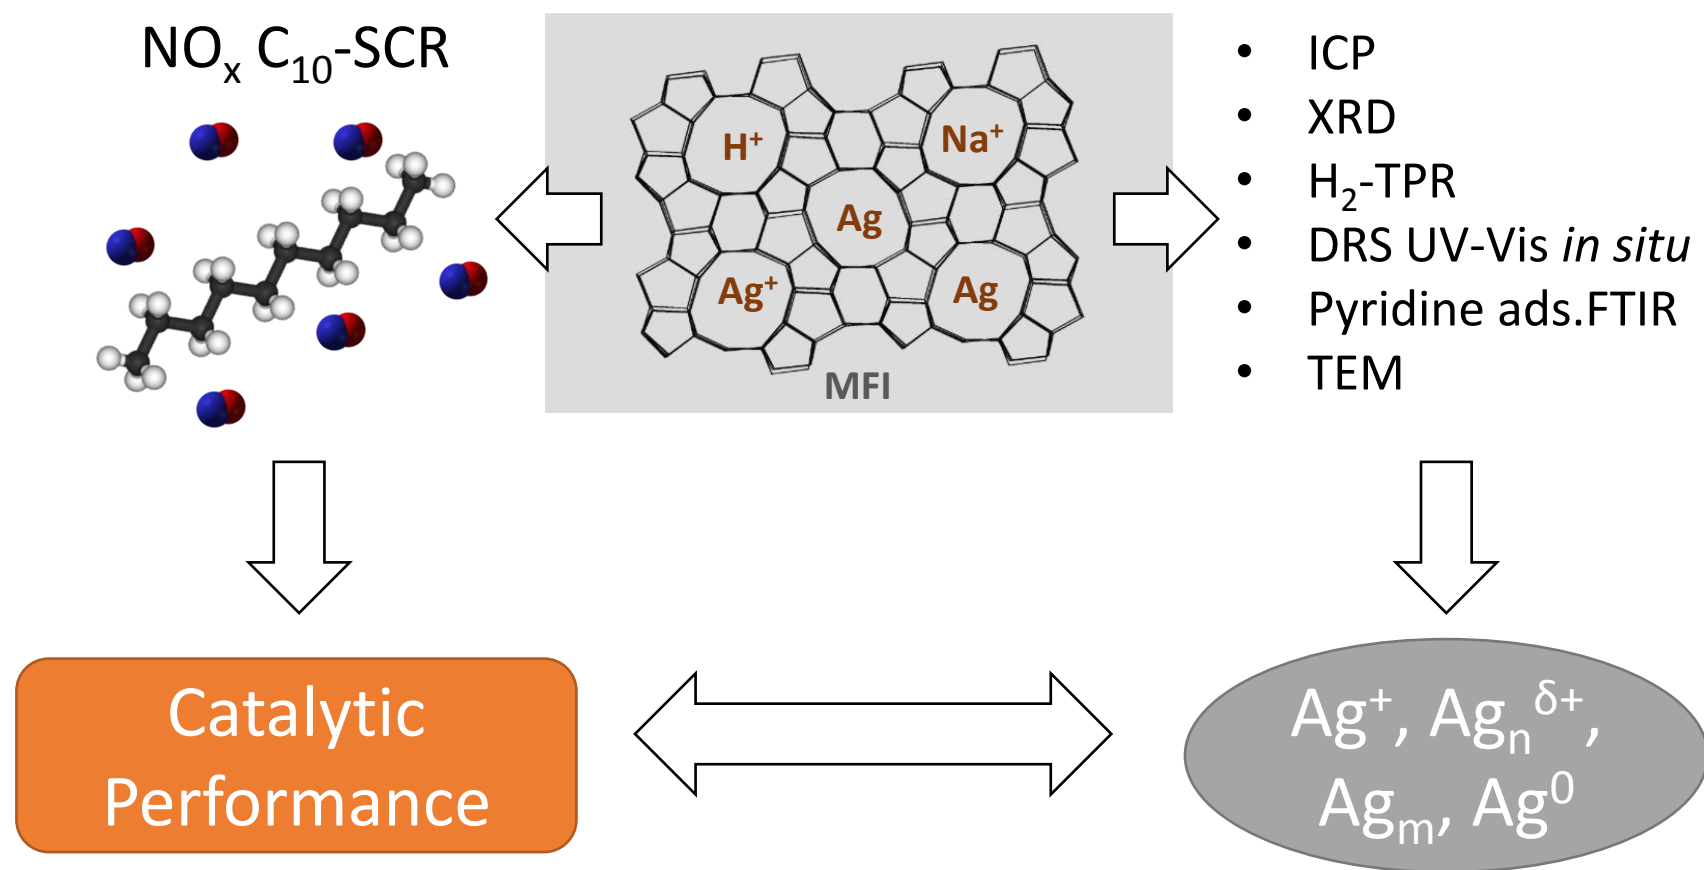 NOx C10-SCR
H+
Na+
Ag
Ag+
Ag
MFI
• ICP
• XRD
• H2-TPR
• DRS UV-Vis in situ
• Pyridine ads.FTIR
• TEM
Catalytic
Performance
Ag+, Agnδ+,
Agm, Ag0